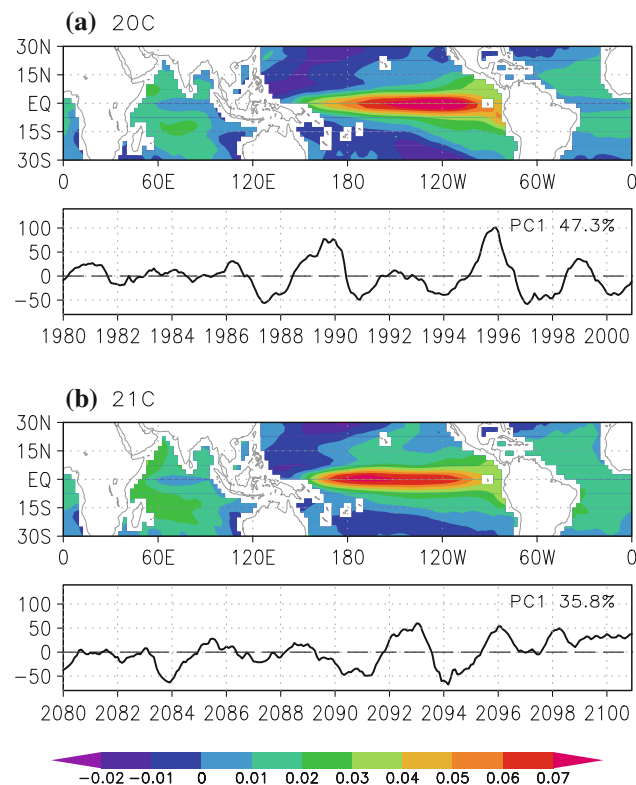 (a) 20C
30N
15N
EQ
15S
30S
0 60E 120E 180 120W 60W 0
PC1 47.3%
100
50
0
−50
1980 1982 1984 1986 1988 1990 1992 1994 1996 1998 2000
(b) 21C
30N
15N
EQ
15S
30S
0 60E 120E 180 120W 60W 0
PC1 35.8%
100
50
0
−50
2080 2082 2084 2086 2088 2090 2092 2094 2096 2098 2100
−0.02 −0.01 0 0.01 0.02 0.03 0.04 0.05 0.06 0.07